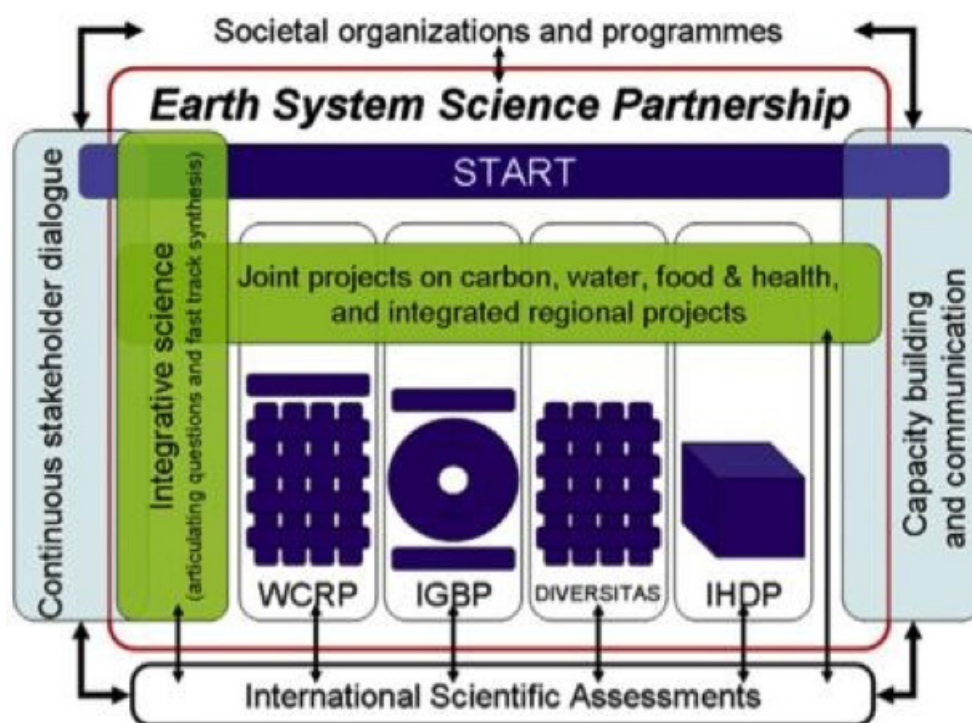 Societal organizations and programmes
Earth System Science Partnership
START
Continuous stakeholder dialogue
Integrative science
(articulating questions and fast track synthesis)
Joint projects on carbon, water, food & health,
and integrated regional projects
WCRP
IGBP
DIVERSITAS
IHDP
Capacity building
and communication
International Scientific Assessments